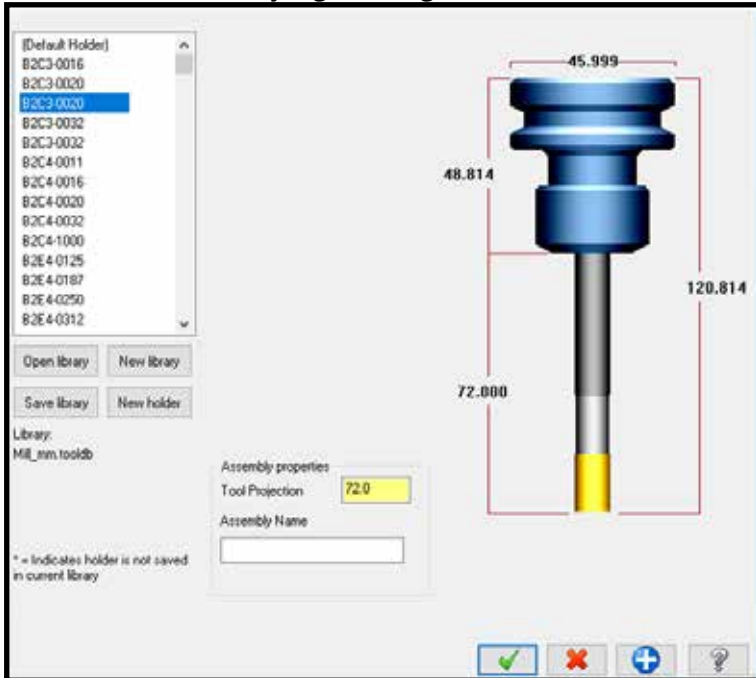 (Default Holder)
B2C3-0016
B2C3-0020
B2C3-0020
B2C3-0032
B2C3-0032
B2C4-0011
B2C4-0016
B2C4-0020
B2C4-0032
B2C4-1000
B2E4-0125
B2E4-0187
B2E4-0250
B2E4-0312
Open library New library
Save library New holder
Library:
Mill_mm.tooldb
* = Indicates holder is not saved
in current library
Assembly properties
Tool Projection 72.0
Assembly Name
45.999
48.814
120.814
72.000
?